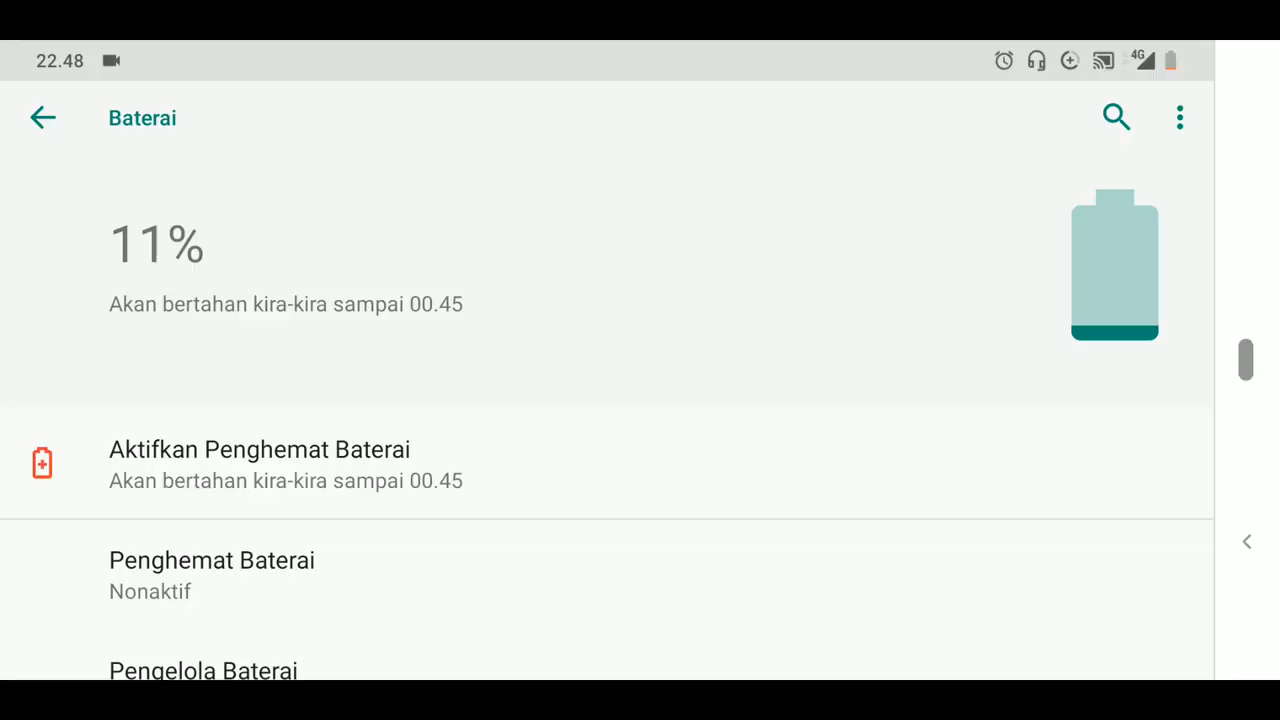 22.48
4G
Baterai
11%
Akan bertahan kira-kira sampai 00.45
Aktifkan Penghemat Baterai
Akan bertahan kira-kira sampai 00.45
Penghemat Baterai
Nonaktif
Pengelola Baterai